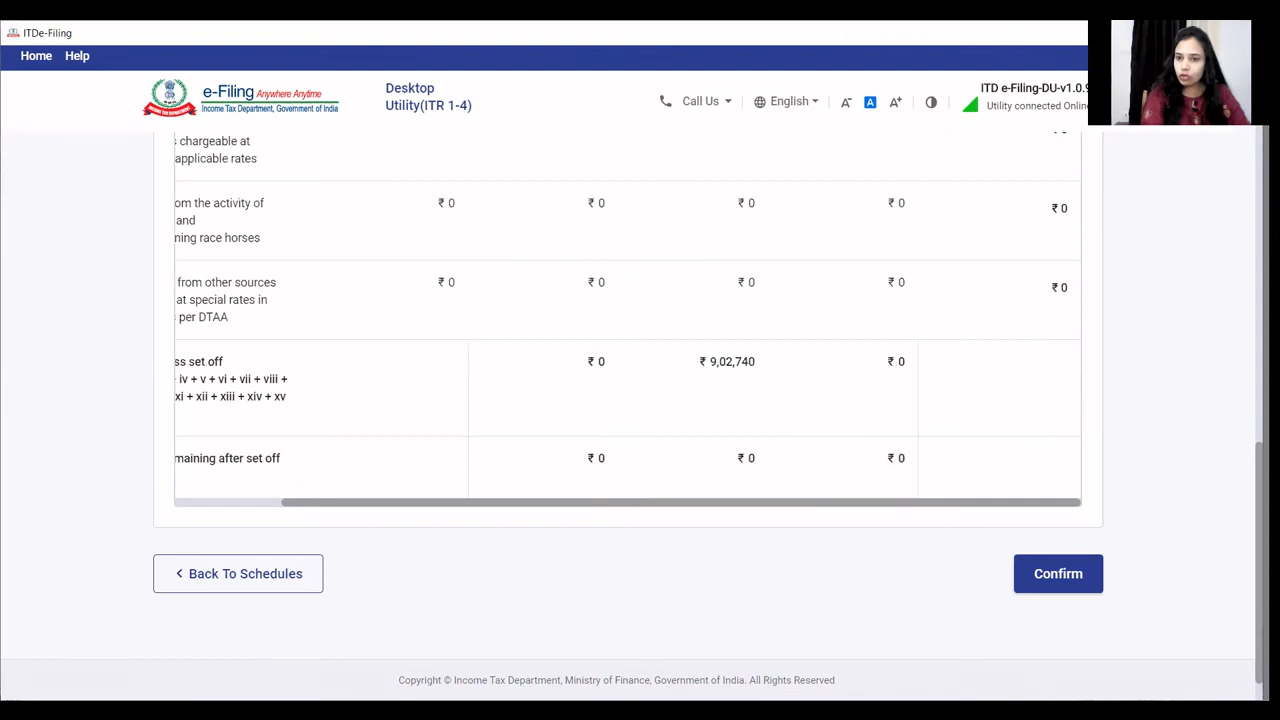 ITDe-Filing
Home Help
e-Filing Anywhere Anytime
Income Tax Department, Government of India
Desktop
Utility(ITR 1-4)
Call Us
English
A-
A
A+
ITD e-Filing-DU-v1.0.9
Utility connected Online
s chargeable at
applicable rates
om the activity of
and
ning race horses
₹ 0 ₹ 0 ₹ 0 ₹ 0 ₹ 0
from other sources
at special rates in
s per DTAA
₹ 0 ₹ 0 ₹ 0 ₹ 0 ₹ 0
ss set off
+ iv + v + vi + vii + viii +
xi + xii + xiii + xiv + xv
₹ 0 ₹ 9,02,740 ₹ 0
maining after set off
₹ 0 ₹ 0 ₹ 0
Back To Schedules
Confirm
Copyright © Income Tax Department, Ministry of Finance, Government of India. All Rights Reserved